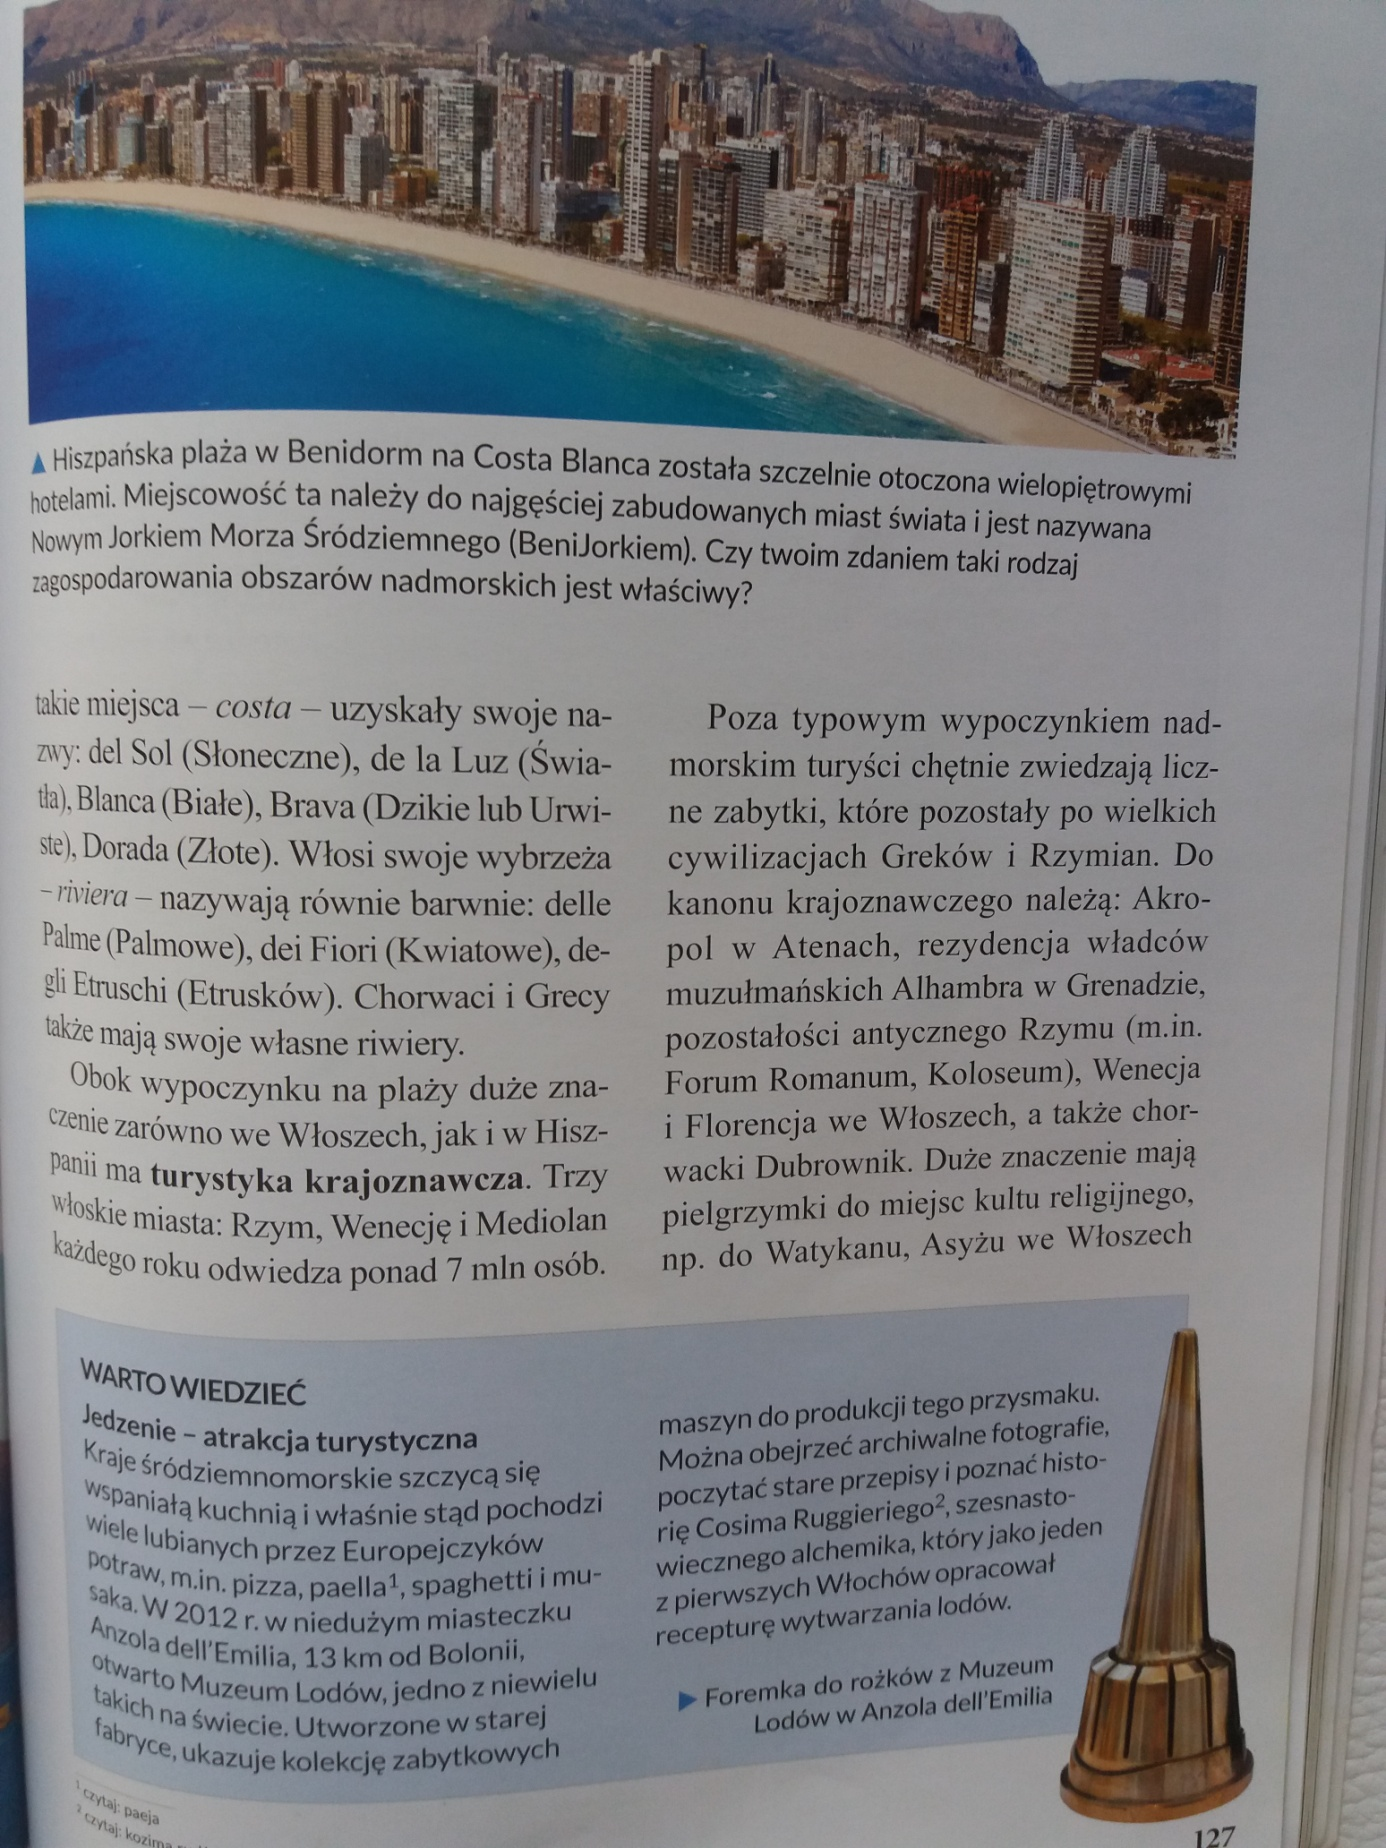 ▲ Hiszpańska plaża w Benidorm na Costa Blanca została szczelnie otoczona wielopiętrowymi
hotelami. Miejscowość ta należy do najgęściej zabudowanych miast świata i jest nazywana
Nowym Jorkiem Morza Śródziemnego (BeniJorkiem). Czy twoim zdaniem taki rodzaj
zagospodarowania obszarów nadmorskich jest właściwy?
takie miejsca – costa – uzyskały swoje na-
zwy: del Sol (Słoneczne), de la Luz (Świa-
tła), Blanca (Białe), Brava (Dzikie lub Urwi-
ste), Dorada (Złote). Włosi swoje wybrzeża
– riviera – nazywają równie barwnie: delle
Palme (Palmowe), dei Fiori (Kwiatowe), de-
gli Etruschi (Etrusków). Chorwaci i Grecy
także mają swoje własne riwiery.
Obok wypoczynku na plaży duże zna-
czenie zarówno we Włoszech, jak i w Hisz-
panii ma turystyka krajoznawcza. Trzy
włoskie miasta: Rzym, Wenecję i Mediolan
każdego roku odwiedza ponad 7 mln osób.
Poza typowym wypoczynkiem nad-
morskim turyści chętnie zwiedzają licz-
ne zabytki, które pozostały po wielkich
cywilizacjach Greków i Rzymian. Do
kanonu krajoznawczego należą: Akro-
pol w Atenach, rezydencja władców
muzułmańskich Alhambra w Grenadzie,
pozostałości antycznego Rzymu (m.in.
Forum Romanum, Koloseum), Wenecja
i Florencja we Włoszech, a także chor-
wacki Dubrownik. Duże znaczenie mają
pielgrzymki do miejsc kultu religijnego,
np. do Watykanu, Asyżu we Włoszech
WARTO WIEDZIEĆ
Jedzenie – atrakcja turystyczna
Kraje śródziemnomorskie szczycą się
wspaniałą kuchnią i właśnie stąd pochodzi
wiele lubianych przez Europejczyków
potraw, m.in. pizza, paella¹, spaghetti i mu-
saka. W 2012 r. w niedużym miasteczku
Anzola dell'Emilia, 13 km od Bolonii,
otwarto Muzeum Lodów, jedno z niewielu
takich na świecie. Utworzone w starej
fabryce, ukazuje kolekcję zabytkowych
maszyn do produkcji tego przysmaku.
Można obejrzeć archiwalne fotografie,
poczytać stare przepisy i poznać histo-
rię Cosima Ruggieriego², szesnasto-
wiecznego alchemika, który jako jeden
z pierwszych Włochów opracował
recepturę wytwarzania lodów.
▶ Foremka do rożków z Muzeum
Lodów w Anzola dell'Emilia
¹ czytaj: paeja
² czytaj: kozima
127